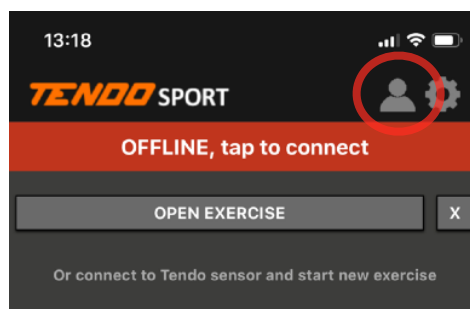 13:18
TENDO SPORT
OFFLINE, tap to connect
OPEN EXERCISE
X
Or connect to Tendo sensor and start new exercise